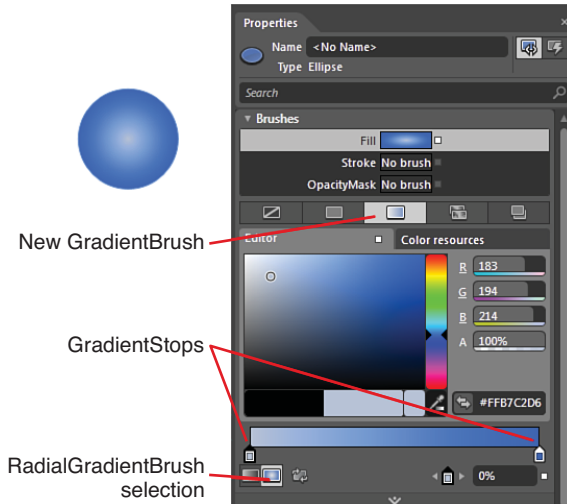 Properties
Name <No Name>
Type Ellipse
Search
Brushes
Fill
Stroke No brush
OpacityMask No brush
New GradientBrush
Editor
Color resources
R 183
G 194
B 214
A 100%
GradientStops
#FFB7C2D6
RadialGradientBrush
selection
0%